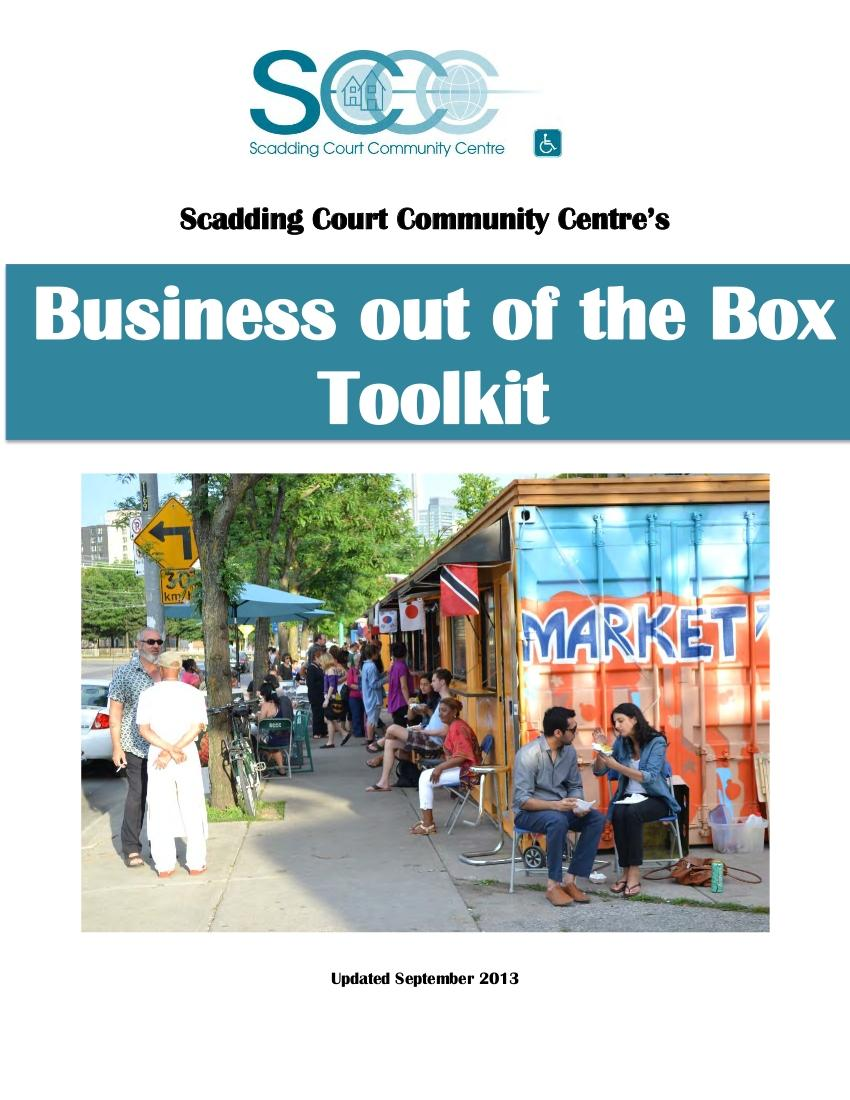 SCCC
Scadding Court Community Centre
Scadding Court Community Centre's
Business out of the Box
Toolkit
30
km/h
MARKET
Updated September 2013